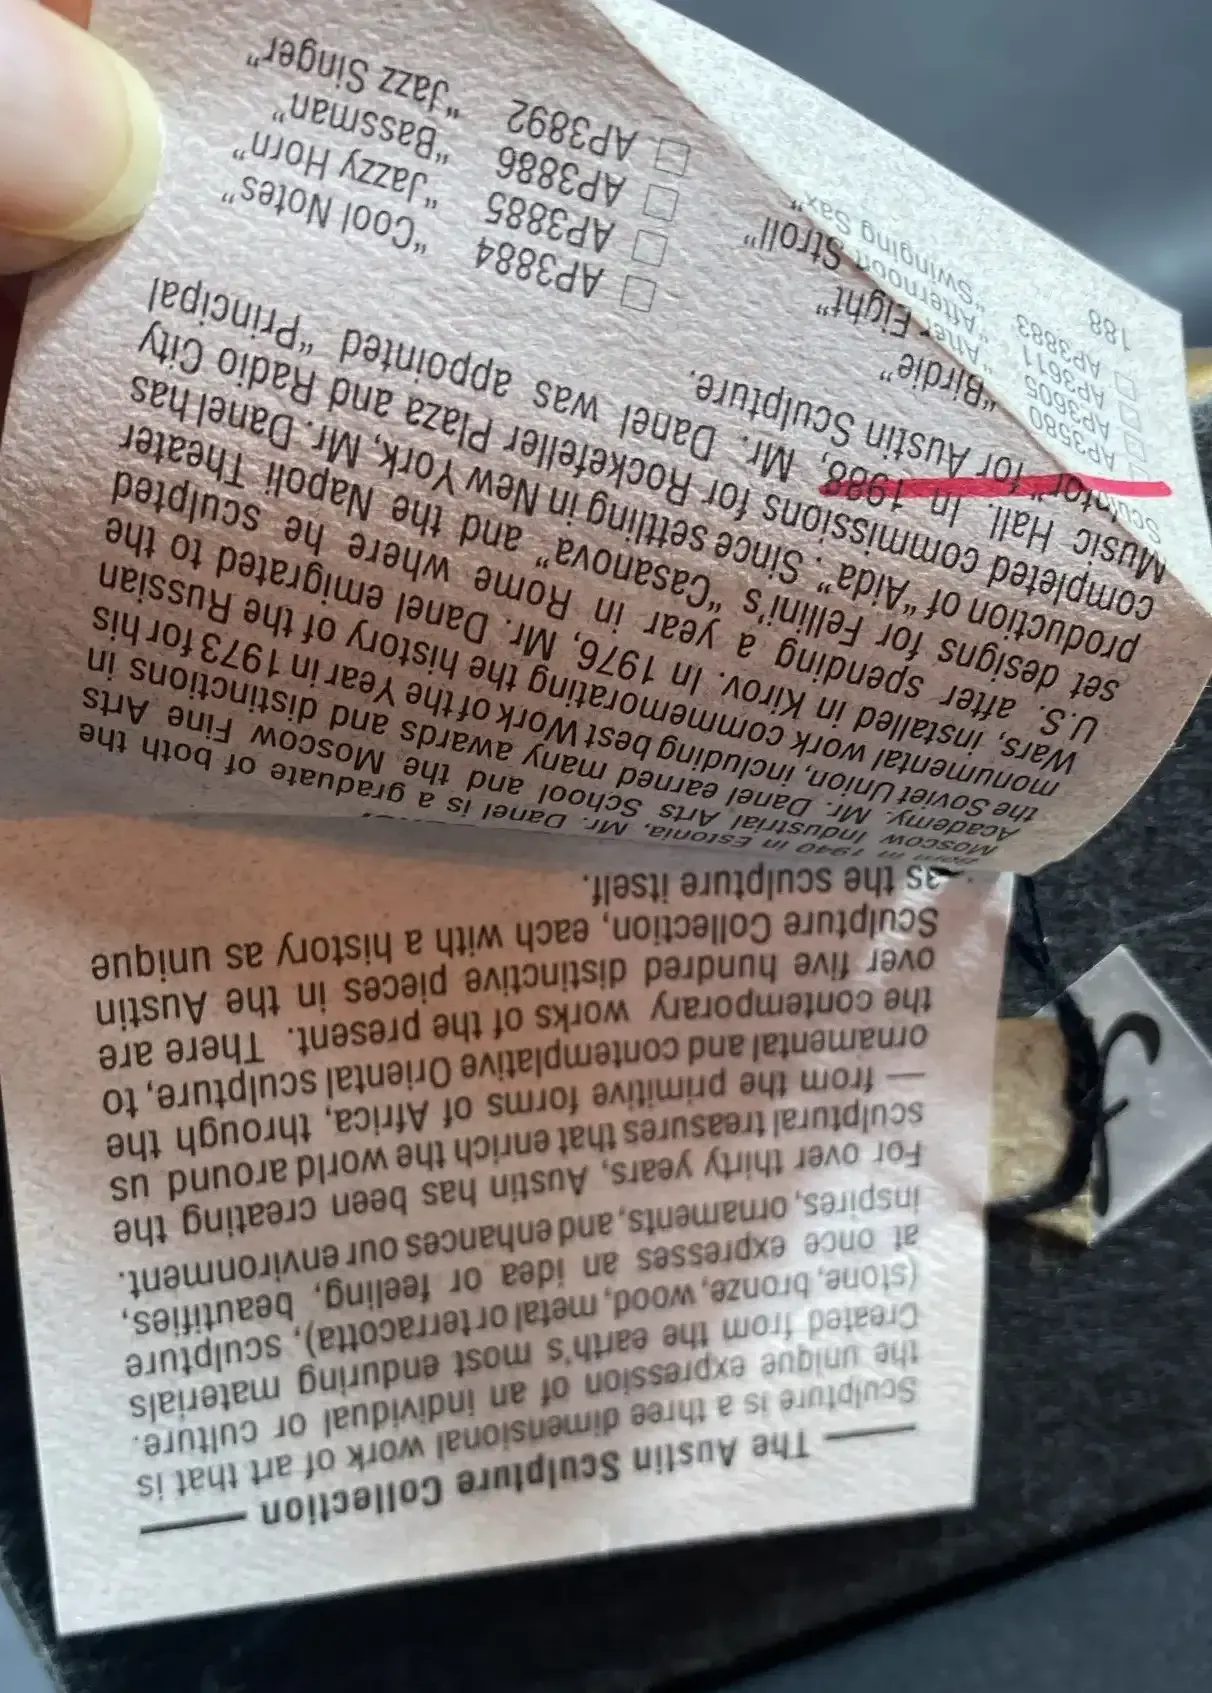 The Austin Sculpture Collection
Sculpture is a three dimensional work of art that is
the unique expression of an individual or culture.
Created from the earth's most enduring materials
(stone, bronze, wood, metal or terracotta), sculpture
at once expresses an idea or feeling, beautifies,
inspires, ornaments, and enhances our environment.
For over thirty years, Austin has been creating the
sculptural treasures that enrich the world around us
— from the primitive forms of Africa, through the
ornamental and contemplative Oriental sculpture, to
the contemporary works of the present. There are
over five hundred distinctive pieces in the Austin
Sculpture Collection, each with a history as unique
as the sculpture itself.
in 1940 in Estonia, Mr. Danel is a graduate of both the
Moscow Industrial Arts School and the Moscow Fine Arts
Academy. Mr. Danel earned many awards and distinctions in
the Soviet Union, including best Work of the Year in 1973 for his
monumental work commemorating the history of the Russian
Wars, installed in Kirov. In 1976, Mr. Danel emigrated to the
U.S. after spending a year in Rome where he sculpted
set designs for Fellini's "Casanova" and the Napoli Theater
production of "Aida". Since settling in New York, Mr. Danel has
completed commissions for Rockefeller Plaza and Radio City
Music Hall. In 1988, Mr. Danel was appointed "Principal
Sculptor" for Austin Sculpture.
AP3580 "Birdie"
AP3605 "After Eight"
AP3611 "Afternoon Stroll"
AP3883 "Swinging Sax"
188
AP3884 "Cool Notes"
AP3885 "Jazzy Horn"
AP3886 "Bassman"
AP3892 "Jazz Singer"